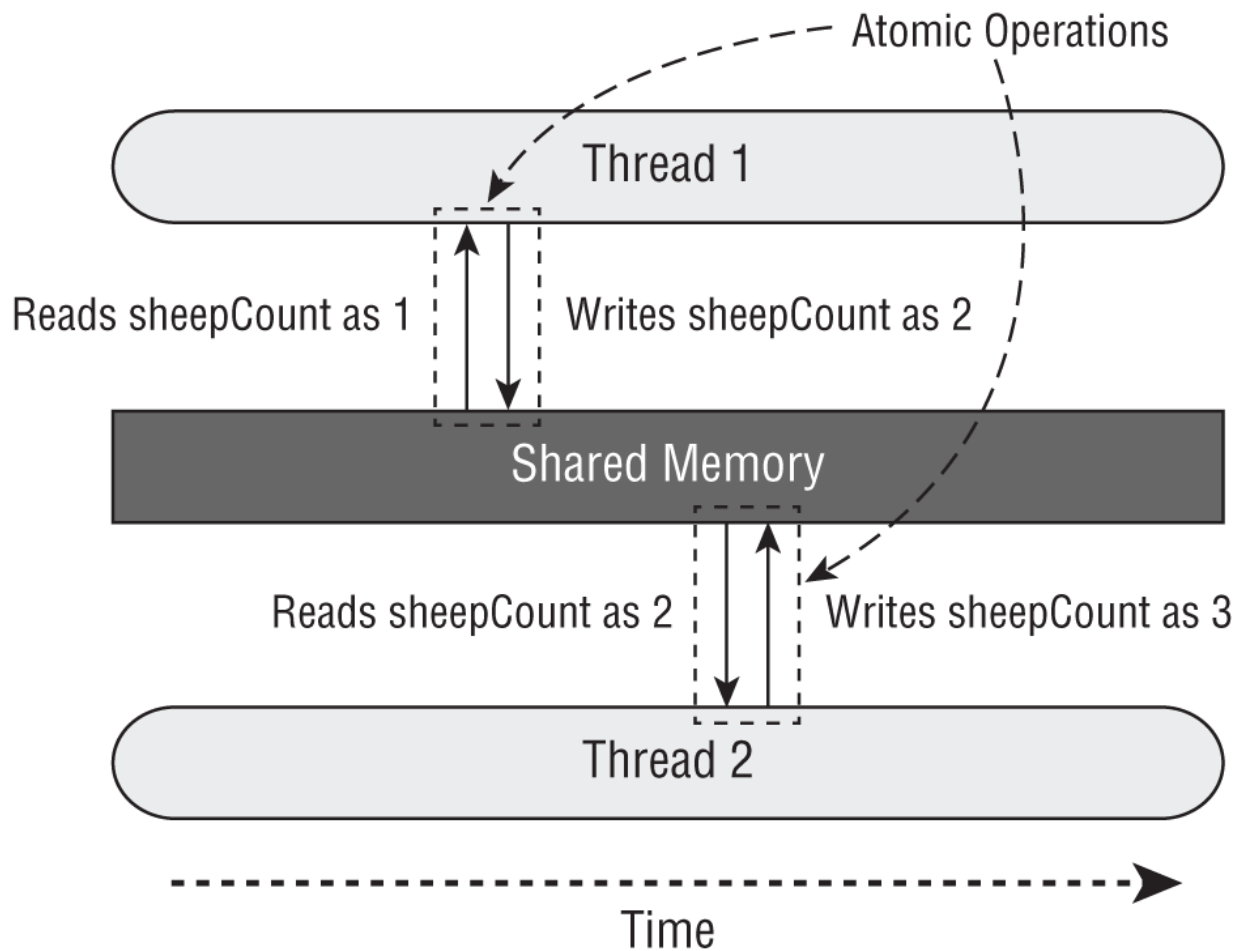 Atomic Operations
Thread 1
Reads sheepCount as 1
Writes sheepCount as 2
Shared Memory
Reads sheepCount as 2
Writes sheepCount as 3
Thread 2
Time